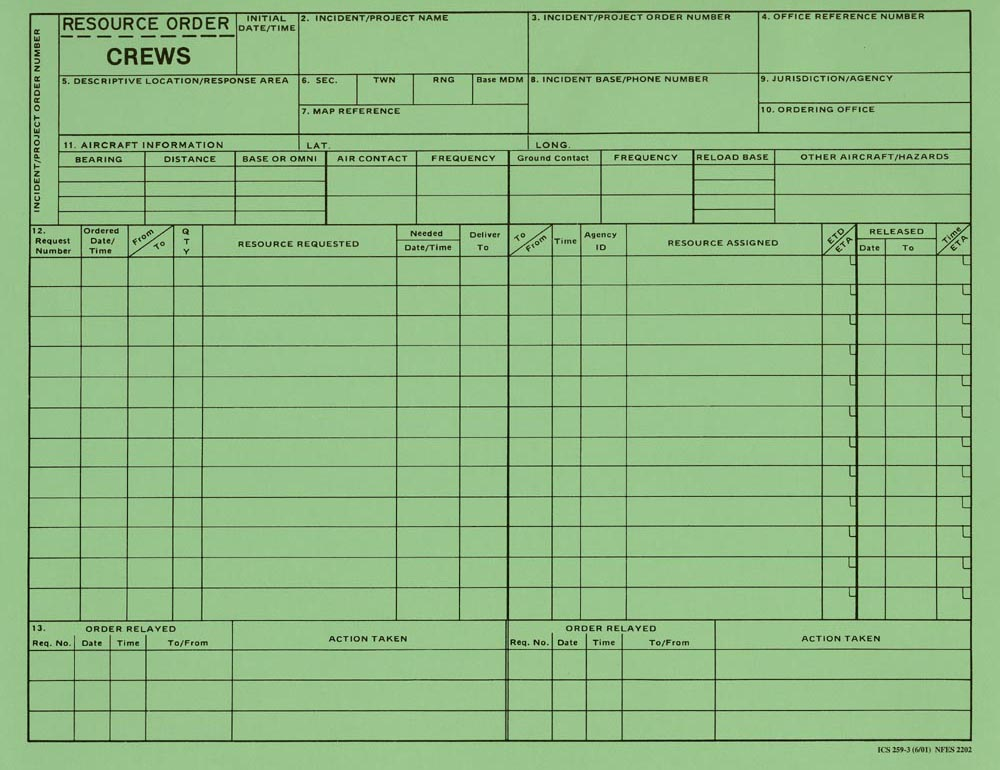 INCIDENT/PROJECT ORDER NUMBER
RESOURCE ORDER
CREWS
INITIAL
DATE/TIME
2. INCIDENT/PROJECT NAME
3. INCIDENT/PROJECT ORDER NUMBER
4. OFFICE REFERENCE NUMBER
5. DESCRIPTIVE LOCATION/RESPONSE AREA
6. SEC. TWN RNG Base MDM
8. INCIDENT BASE/PHONE NUMBER
9. JURISDICTION/AGENCY
7. MAP REFERENCE
10. ORDERING OFFICE
11. AIRCRAFT INFORMATION LAT. LONG.
BEARING DISTANCE BASE OR OMNI AIR CONTACT FREQUENCY Ground Contact FREQUENCY RELOAD BASE OTHER AIRCRAFT/HAZARDS
12.
Request
Number
Ordered
Date/
Time
From
To
Q
T
Y
RESOURCE REQUESTED
Needed
Date/Time
Deliver
To
To
From
Time
Agency
ID
RESOURCE ASSIGNED
ETD
ETA
RELEASED
Date To
Time
ETA
13. ORDER RELAYED
Req. No. Date Time To/From
ACTION TAKEN
ORDER RELAYED
Req. No. Date Time To/From
ACTION TAKEN
ICS 259-3 (6/01) NFES 2202